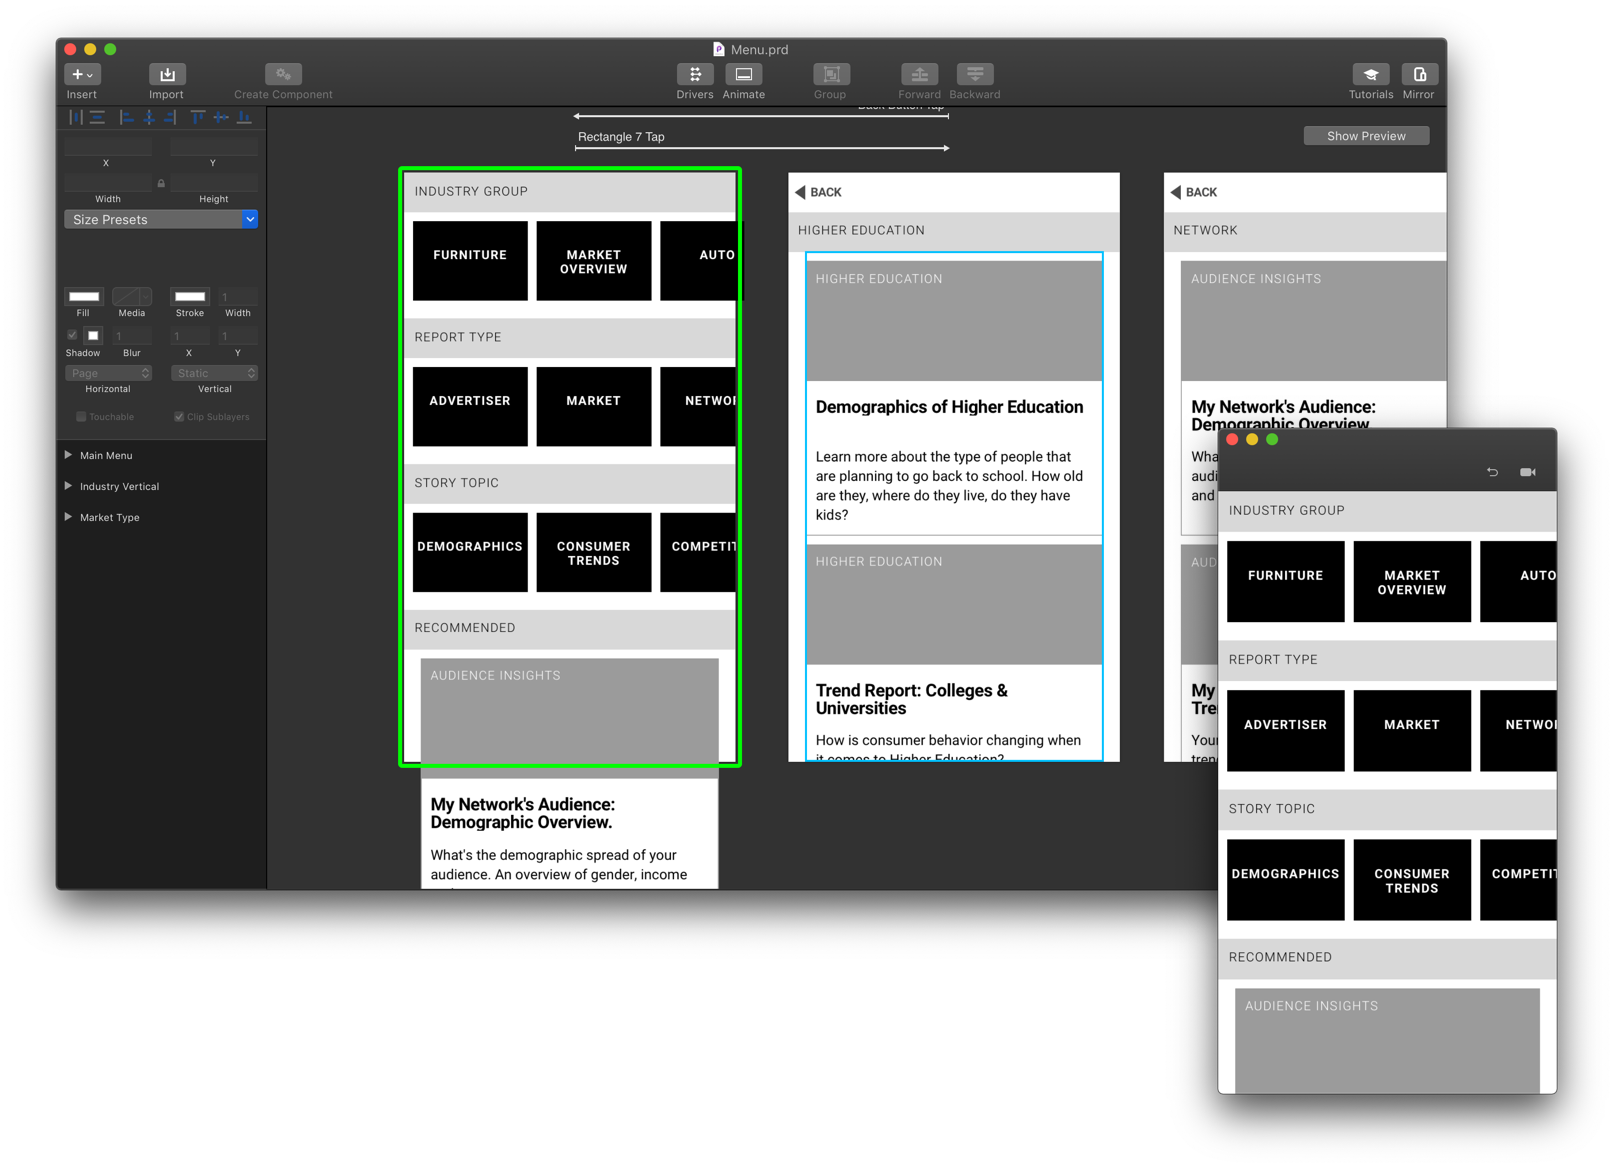 Menu.prd
Insert
Import
Create Component
Drivers
Animate
Group
Forward
Backward
Tutorials
Mirror
X
Y
Width
Height
Size Presets
1
Fill
Media
Stroke
Width
1
1
1
Shadow
Blur
X
Y
Page
Static
Horizontal
Vertical
Touchable
Clip Sublayers
Main Menu
Industry Vertical
Market Type
Back Button Tap
Rectangle 7 Tap
Show Preview
INDUSTRY GROUP
FURNITURE
MARKET
OVERVIEW
AUTO
REPORT TYPE
ADVERTISER
MARKET
NETWOR
STORY TOPIC
DEMOGRAPHICS
CONSUMER
TRENDS
COMPETIT
RECOMMENDED
AUDIENCE INSIGHTS
My Network's Audience:
Demographic Overview.
What's the demographic spread of your
audience. An overview of gender, income
BACK
HIGHER EDUCATION
HIGHER EDUCATION
Demographics of Higher Education
Learn more about the type of people that
are planning to go back to school. How old
are they, where do they live, do they have
kids?
HIGHER EDUCATION
Trend Report: Colleges &
Universities
How is consumer behavior changing when
it comes to Higher Education?
BACK
NETWORK
AUDIENCE INSIGHTS
My Network's Audience:
Demographic Overview
Wha
audi
and
AUD
My
Tre
Your
tren
INDUSTRY GROUP
FURNITURE
MARKET
OVERVIEW
AUTO
REPORT TYPE
ADVERTISER
MARKET
NETWOR
STORY TOPIC
DEMOGRAPHICS
CONSUMER
TRENDS
COMPETIT
RECOMMENDED
AUDIENCE INSIGHTS